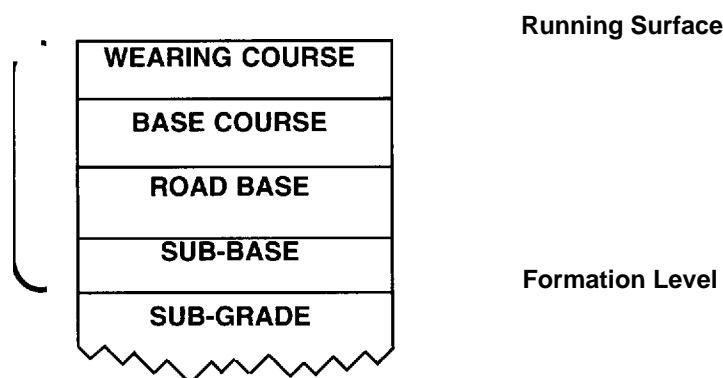 Running Surface
WEARING COURSE
BASE COURSE
ROAD BASE
SUB-BASE
Formation Level
SUB-GRADE